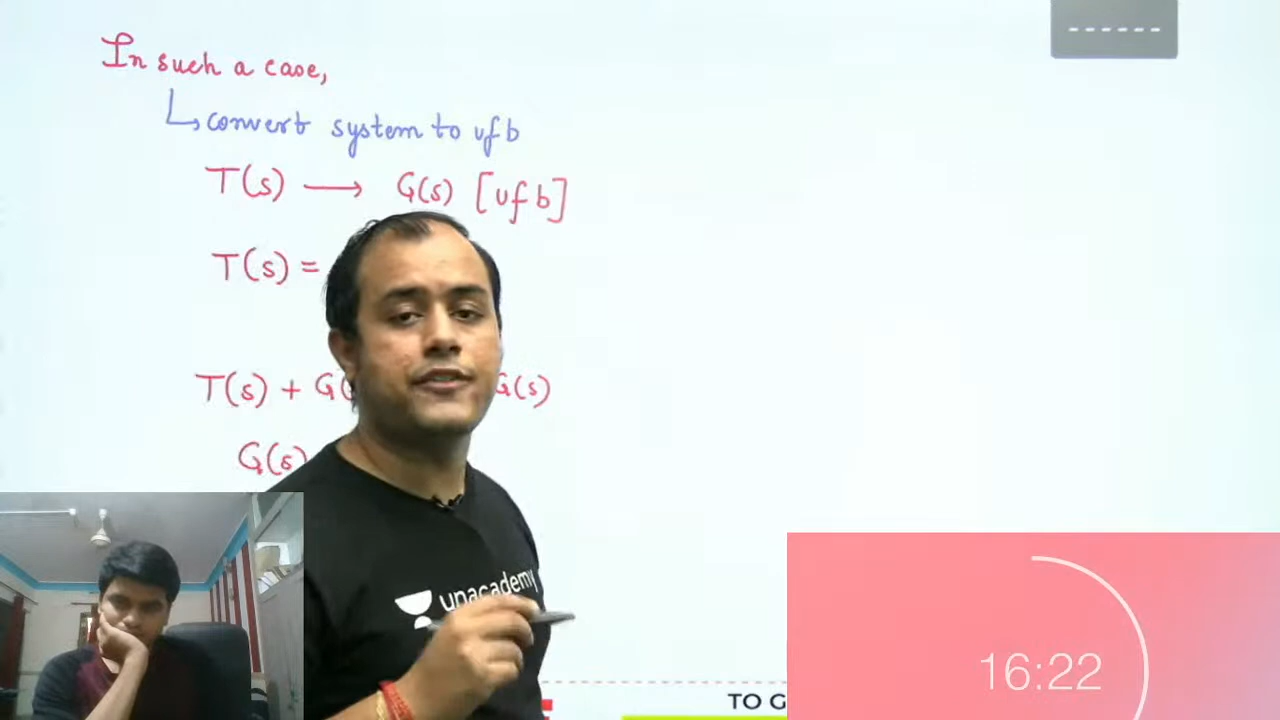 In such a case,
↳ convert system to ufb
T(s) ⟶ G(s) [ufb]
T(s) =
T(s) + G( G(s)
G(s)
unacademy
16:22
TO G